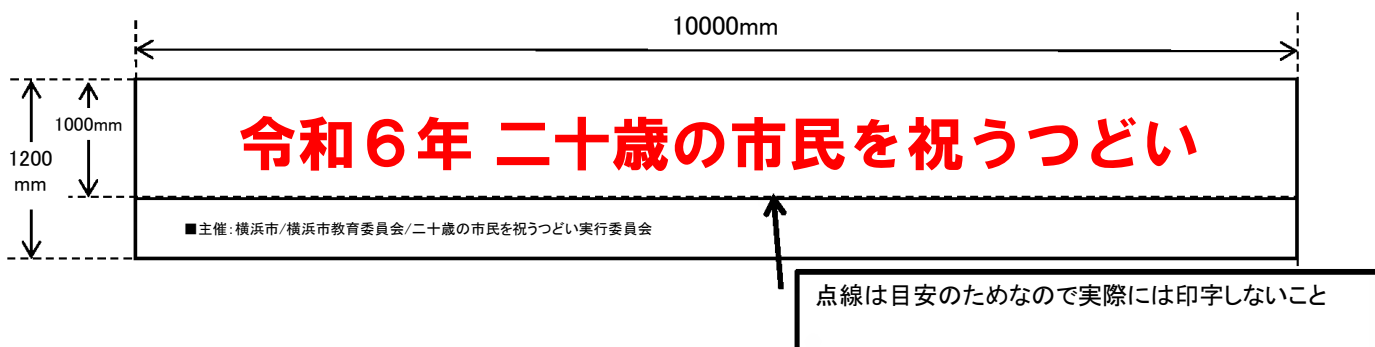 10000mm
1000mm
1200
mm
令和６年 二十歳の市民を祝うつどい
■主催：横浜市/横浜市教育委員会/二十歳の市民を祝うつどい実行委員会
点線は目安のためなので実際には印字しないこと